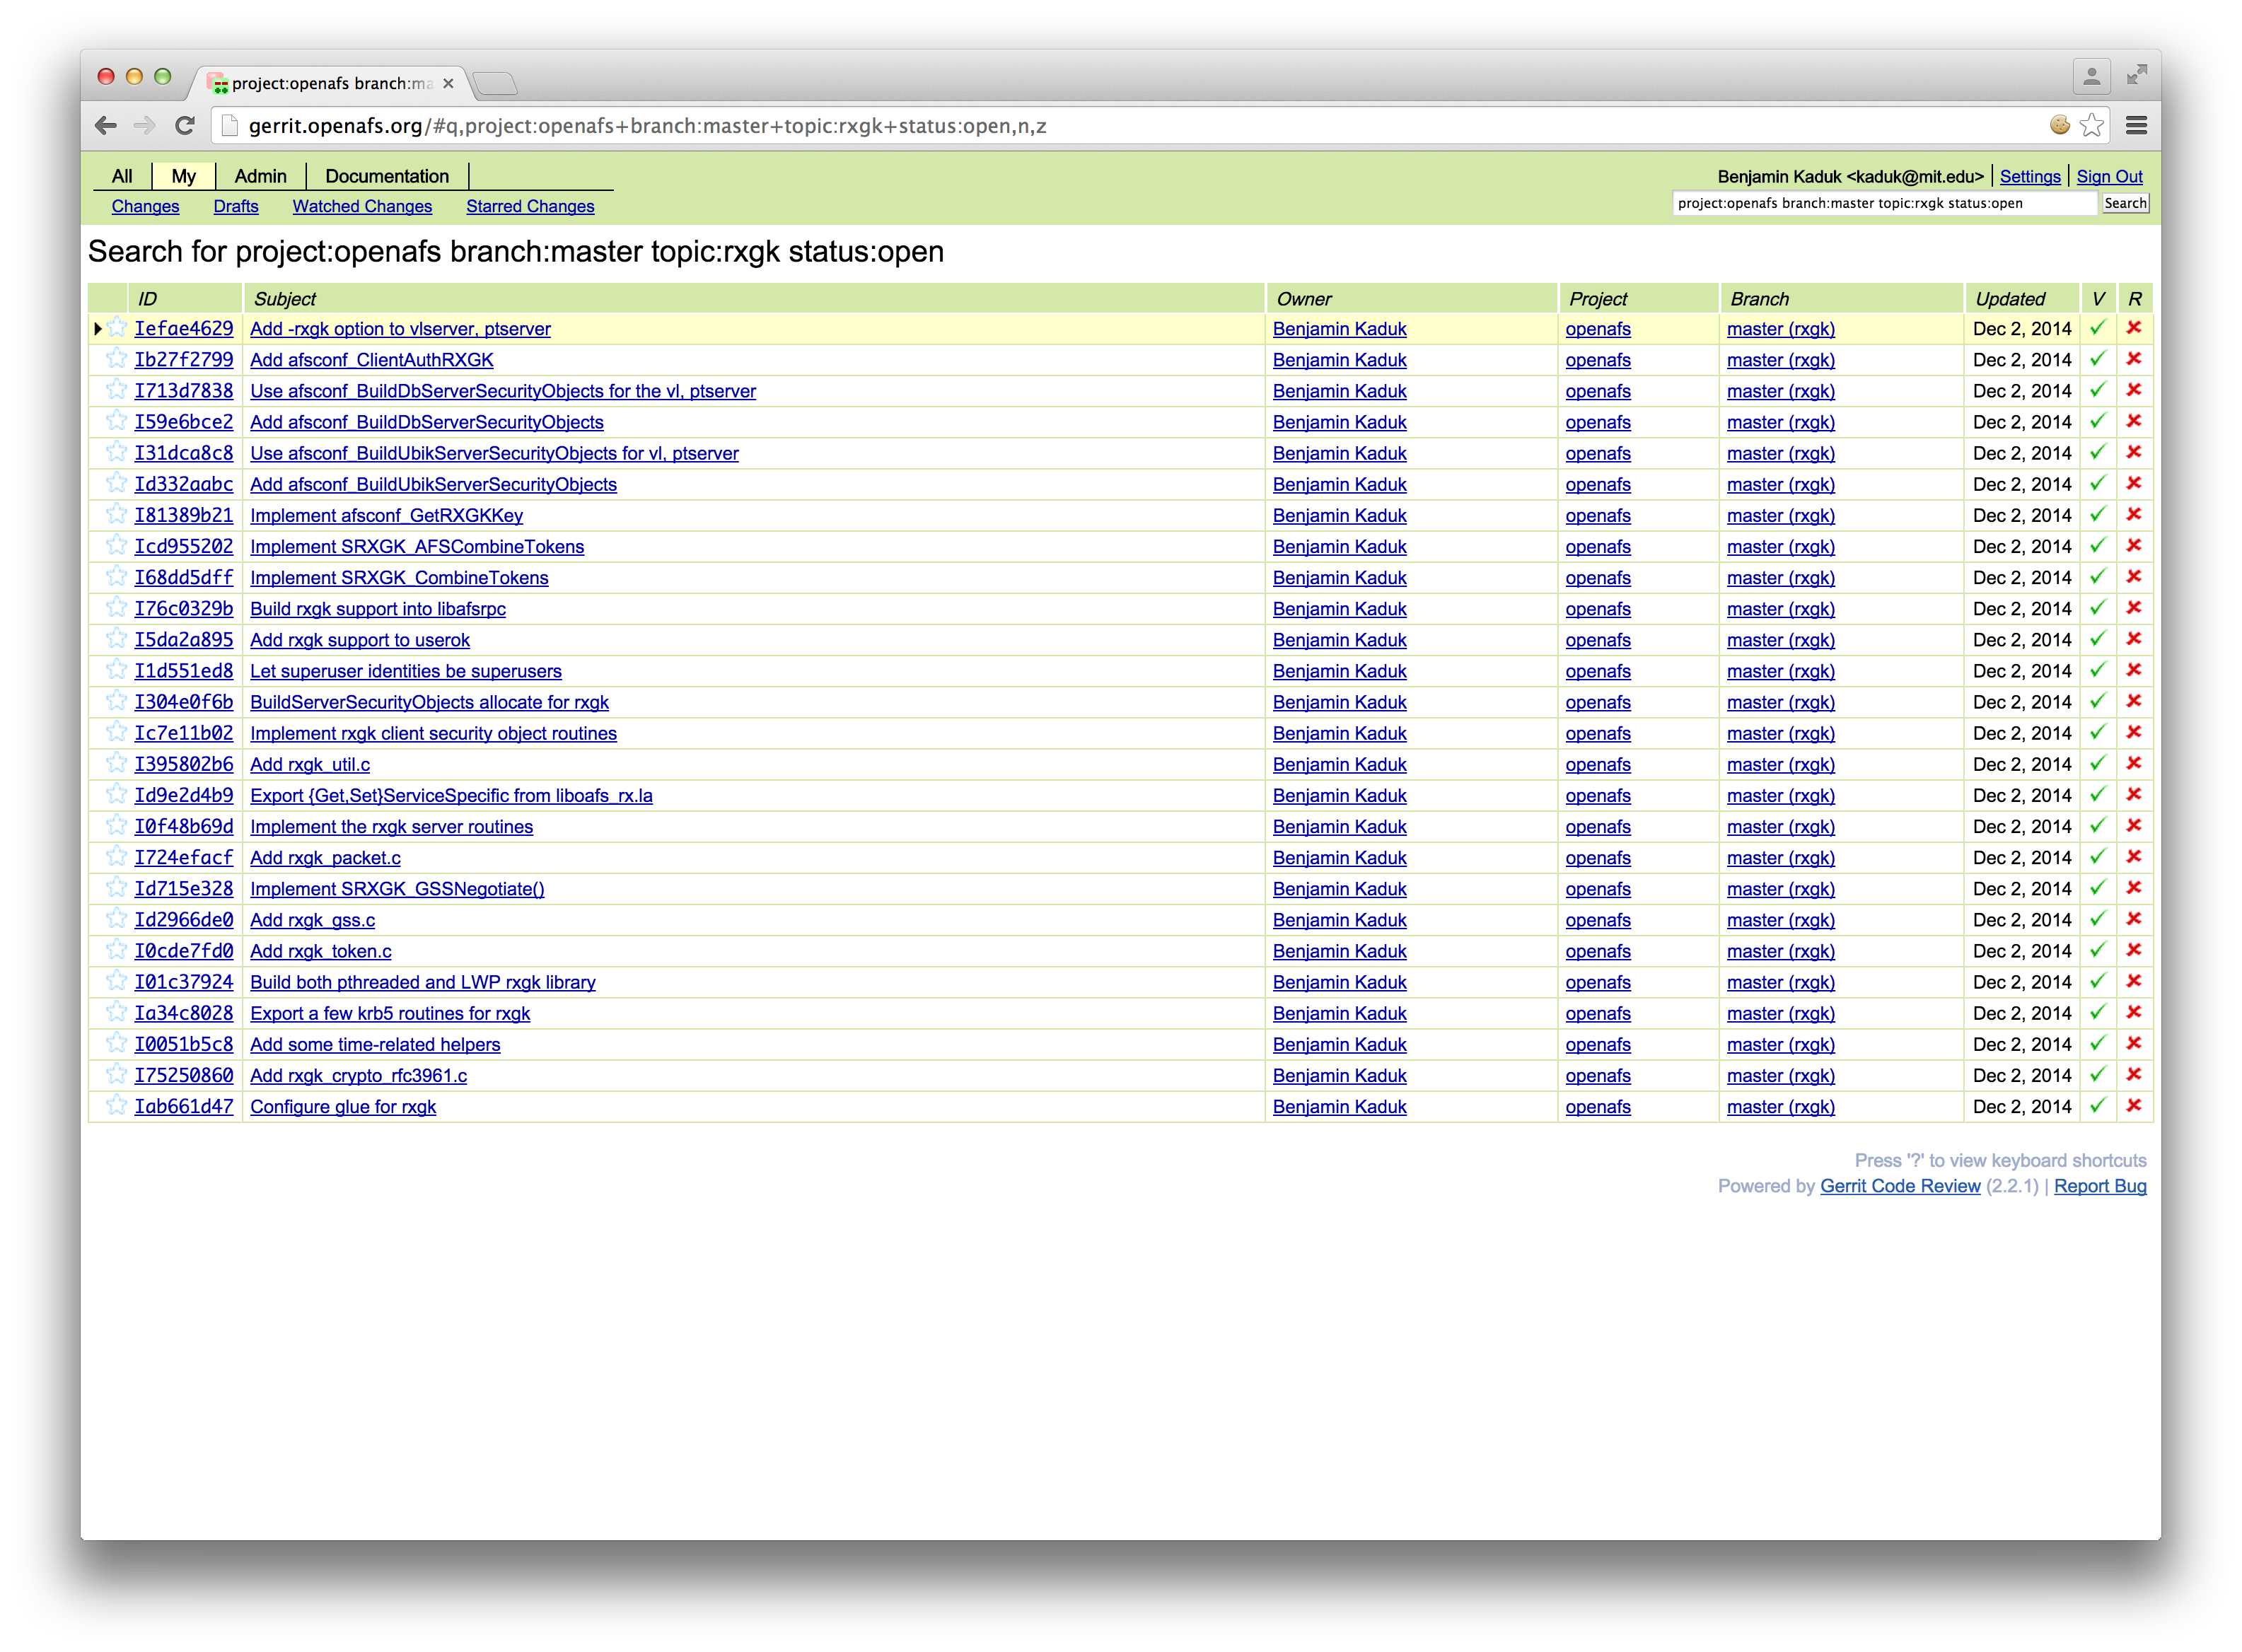 project:openafs branch:ma
gerrit.openafs.org/#q,project:openafs+branch:master+topic:rxgk+status:open,n,z
All My Admin Documentation
Benjamin Kaduk <kaduk@mit.edu> Settings Sign Out
Changes Drafts Watched Changes Starred Changes
project:openafs branch:master topic:rxgk status:open Search
Search for project:openafs branch:master topic:rxgk status:open
ID Subject Owner Project Branch Updated V R
Iefae4629 Add -rxgk option to vlserver, ptserver Benjamin Kaduk openafs master (rxgk) Dec 2, 2014
Ib27f2799 Add afsconf_ClientAuthRXGK Benjamin Kaduk openafs master (rxgk) Dec 2, 2014
I713d7838 Use afsconf_BuildDbServerSecurityObjects for the vl, ptserver Benjamin Kaduk openafs master (rxgk) Dec 2, 2014
I59e6bce2 Add afsconf_BuildDbServerSecurityObjects Benjamin Kaduk openafs master (rxgk) Dec 2, 2014
I31dca8c8 Use afsconf_BuildUbikServerSecurityObjects for vl, ptserver Benjamin Kaduk openafs master (rxgk) Dec 2, 2014
Id332aabc Add afsconf_BuildUbikServerSecurityObjects Benjamin Kaduk openafs master (rxgk) Dec 2, 2014
I81389b21 Implement afsconf_GetRXGKKey Benjamin Kaduk openafs master (rxgk) Dec 2, 2014
Icd955202 Implement SRXGK_AFSCombineTokens Benjamin Kaduk openafs master (rxgk) Dec 2, 2014
I68dd5dff Implement SRXGK_CombineTokens Benjamin Kaduk openafs master (rxgk) Dec 2, 2014
I76c0329b Build rxgk support into libafsrpc Benjamin Kaduk openafs master (rxgk) Dec 2, 2014
I5da2a895 Add rxgk support to userok Benjamin Kaduk openafs master (rxgk) Dec 2, 2014
I1d551ed8 Let superuser identities be superusers Benjamin Kaduk openafs master (rxgk) Dec 2, 2014
I304e0f6b BuildServerSecurityObjects allocate for rxgk Benjamin Kaduk openafs master (rxgk) Dec 2, 2014
Ic7e11b02 Implement rxgk client security object routines Benjamin Kaduk openafs master (rxgk) Dec 2, 2014
I395802b6 Add rxgk_util.c Benjamin Kaduk openafs master (rxgk) Dec 2, 2014
Id9e2d4b9 Export {Get,Set}ServiceSpecific from liboafs_rx.la Benjamin Kaduk openafs master (rxgk) Dec 2, 2014
I0f48b69d Implement the rxgk server routines Benjamin Kaduk openafs master (rxgk) Dec 2, 2014
I724efacf Add rxgk_packet.c Benjamin Kaduk openafs master (rxgk) Dec 2, 2014
Id715e328 Implement SRXGK_GSSNegotiate() Benjamin Kaduk openafs master (rxgk) Dec 2, 2014
Id2966de0 Add rxgk_gss.c Benjamin Kaduk openafs master (rxgk) Dec 2, 2014
I0cde7fd0 Add rxgk_token.c Benjamin Kaduk openafs master (rxgk) Dec 2, 2014
I01c37924 Build both pthreaded and LWP rxgk library Benjamin Kaduk openafs master (rxgk) Dec 2, 2014
Ia34c8028 Export a few krb5 routines for rxgk Benjamin Kaduk openafs master (rxgk) Dec 2, 2014
I0051b5c8 Add some time-related helpers Benjamin Kaduk openafs master (rxgk) Dec 2, 2014
I75250860 Add rxgk_crypto_rfc3961.c Benjamin Kaduk openafs master (rxgk) Dec 2, 2014
Iab661d47 Configure glue for rxgk Benjamin Kaduk openafs master (rxgk) Dec 2, 2014
Press '?' to view keyboard shortcuts
Powered by Gerrit Code Review (2.2.1) | Report Bug